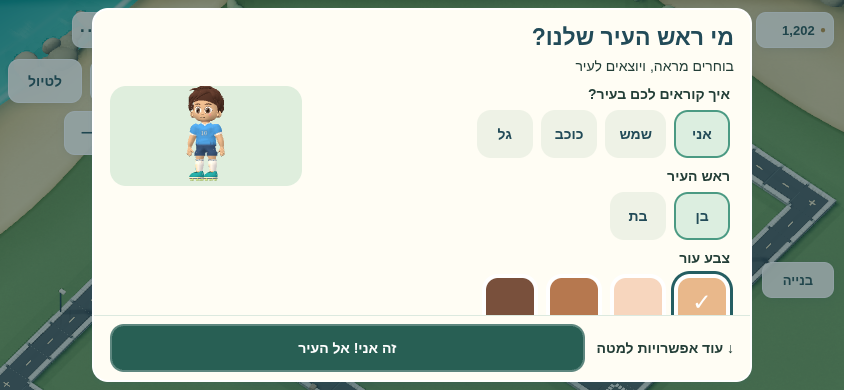 מי ראש העיר שלנו?
בוחרים מראה, ויוצאים לעיר
איך קוראים לכם בעיר?
אני
שמש
כוכב
גל
ראש העיר
בן
בת
צבע עור
✓
↓ עוד אפשרויות למטה
זה אני! אל העיר
1,202
לטיול
בנייה